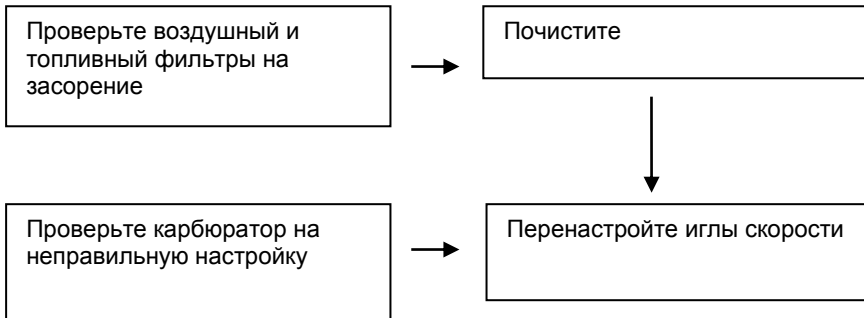 Проверьте воздушный и
топливный фильтры на
засорение
Почистите
Проверьте карбюратор на
неправильную настройку
Перенастройте иглы скорости